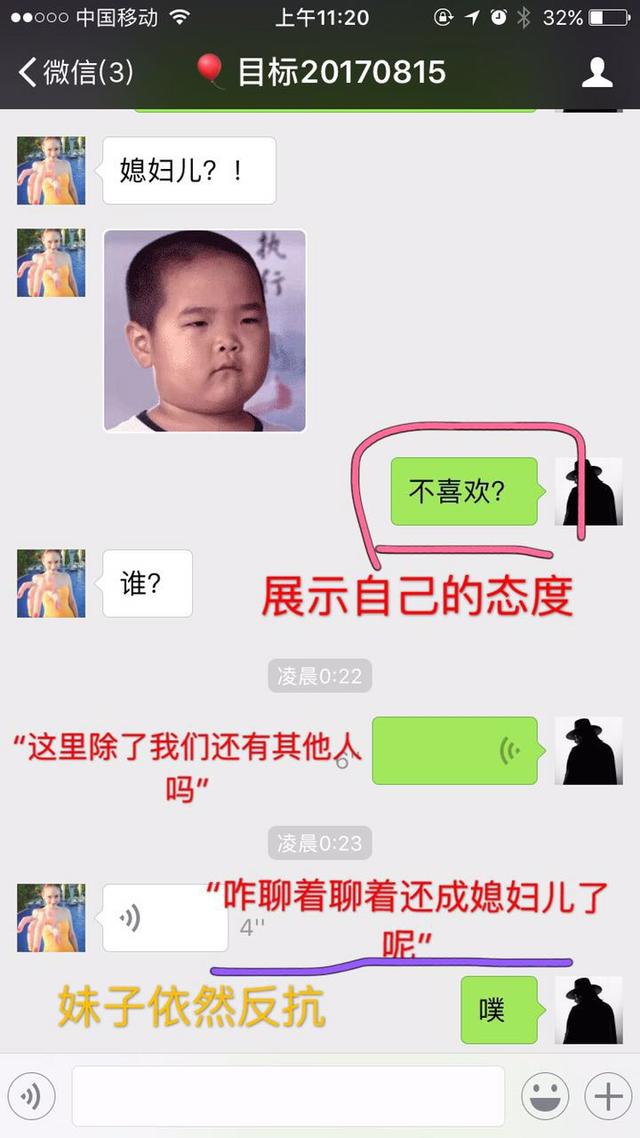 中国移动 上午11:20 32%
微信(3) 目标20170815
媳妇儿？！
执行
不喜欢？
谁？
展示自己的态度
凌晨0:22
“这里除了我们还有其他人
吗”
6"
凌晨0:23
“咋聊着聊着还成媳妇儿了
呢”
4"
妹子依然反抗
噗